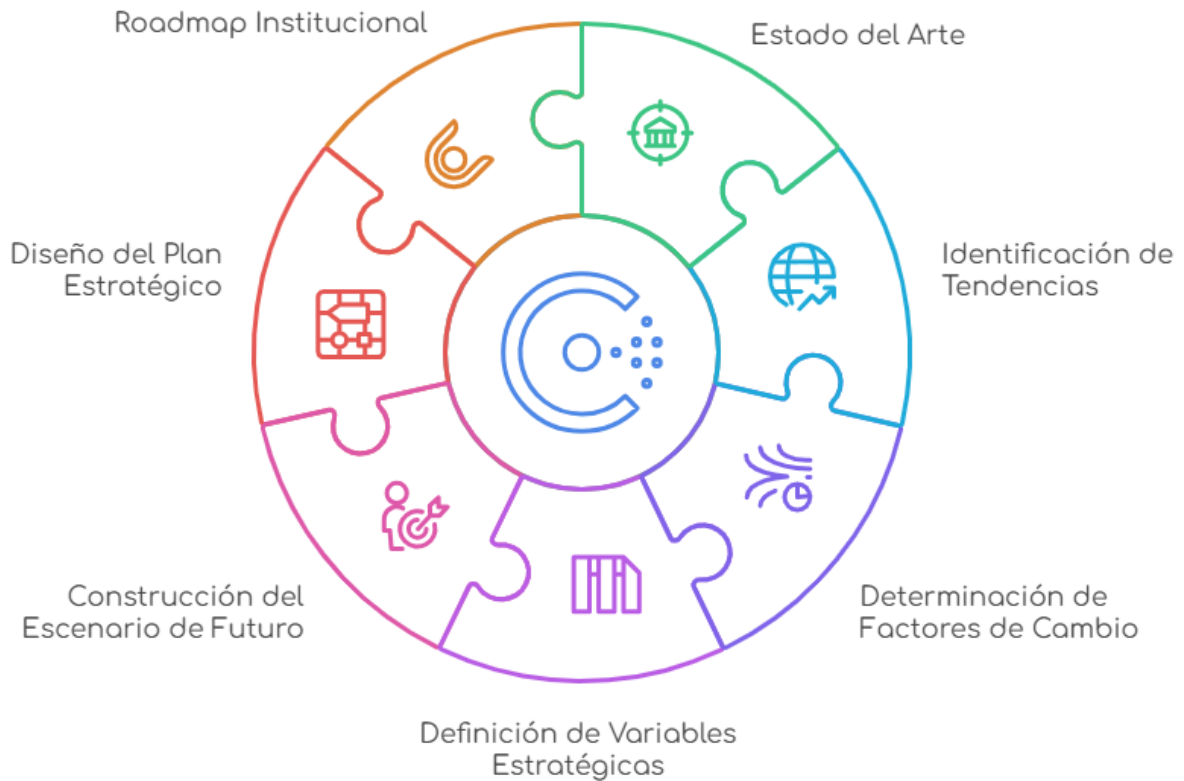 Roadmap Institucional
Estado del Arte
Diseño del Plan
Estratégico
Identificación de
Tendencias
Construcción del
Escenario de Futuro
Determinación de
Factores de Cambio
Definición de Variables
Estratégicas